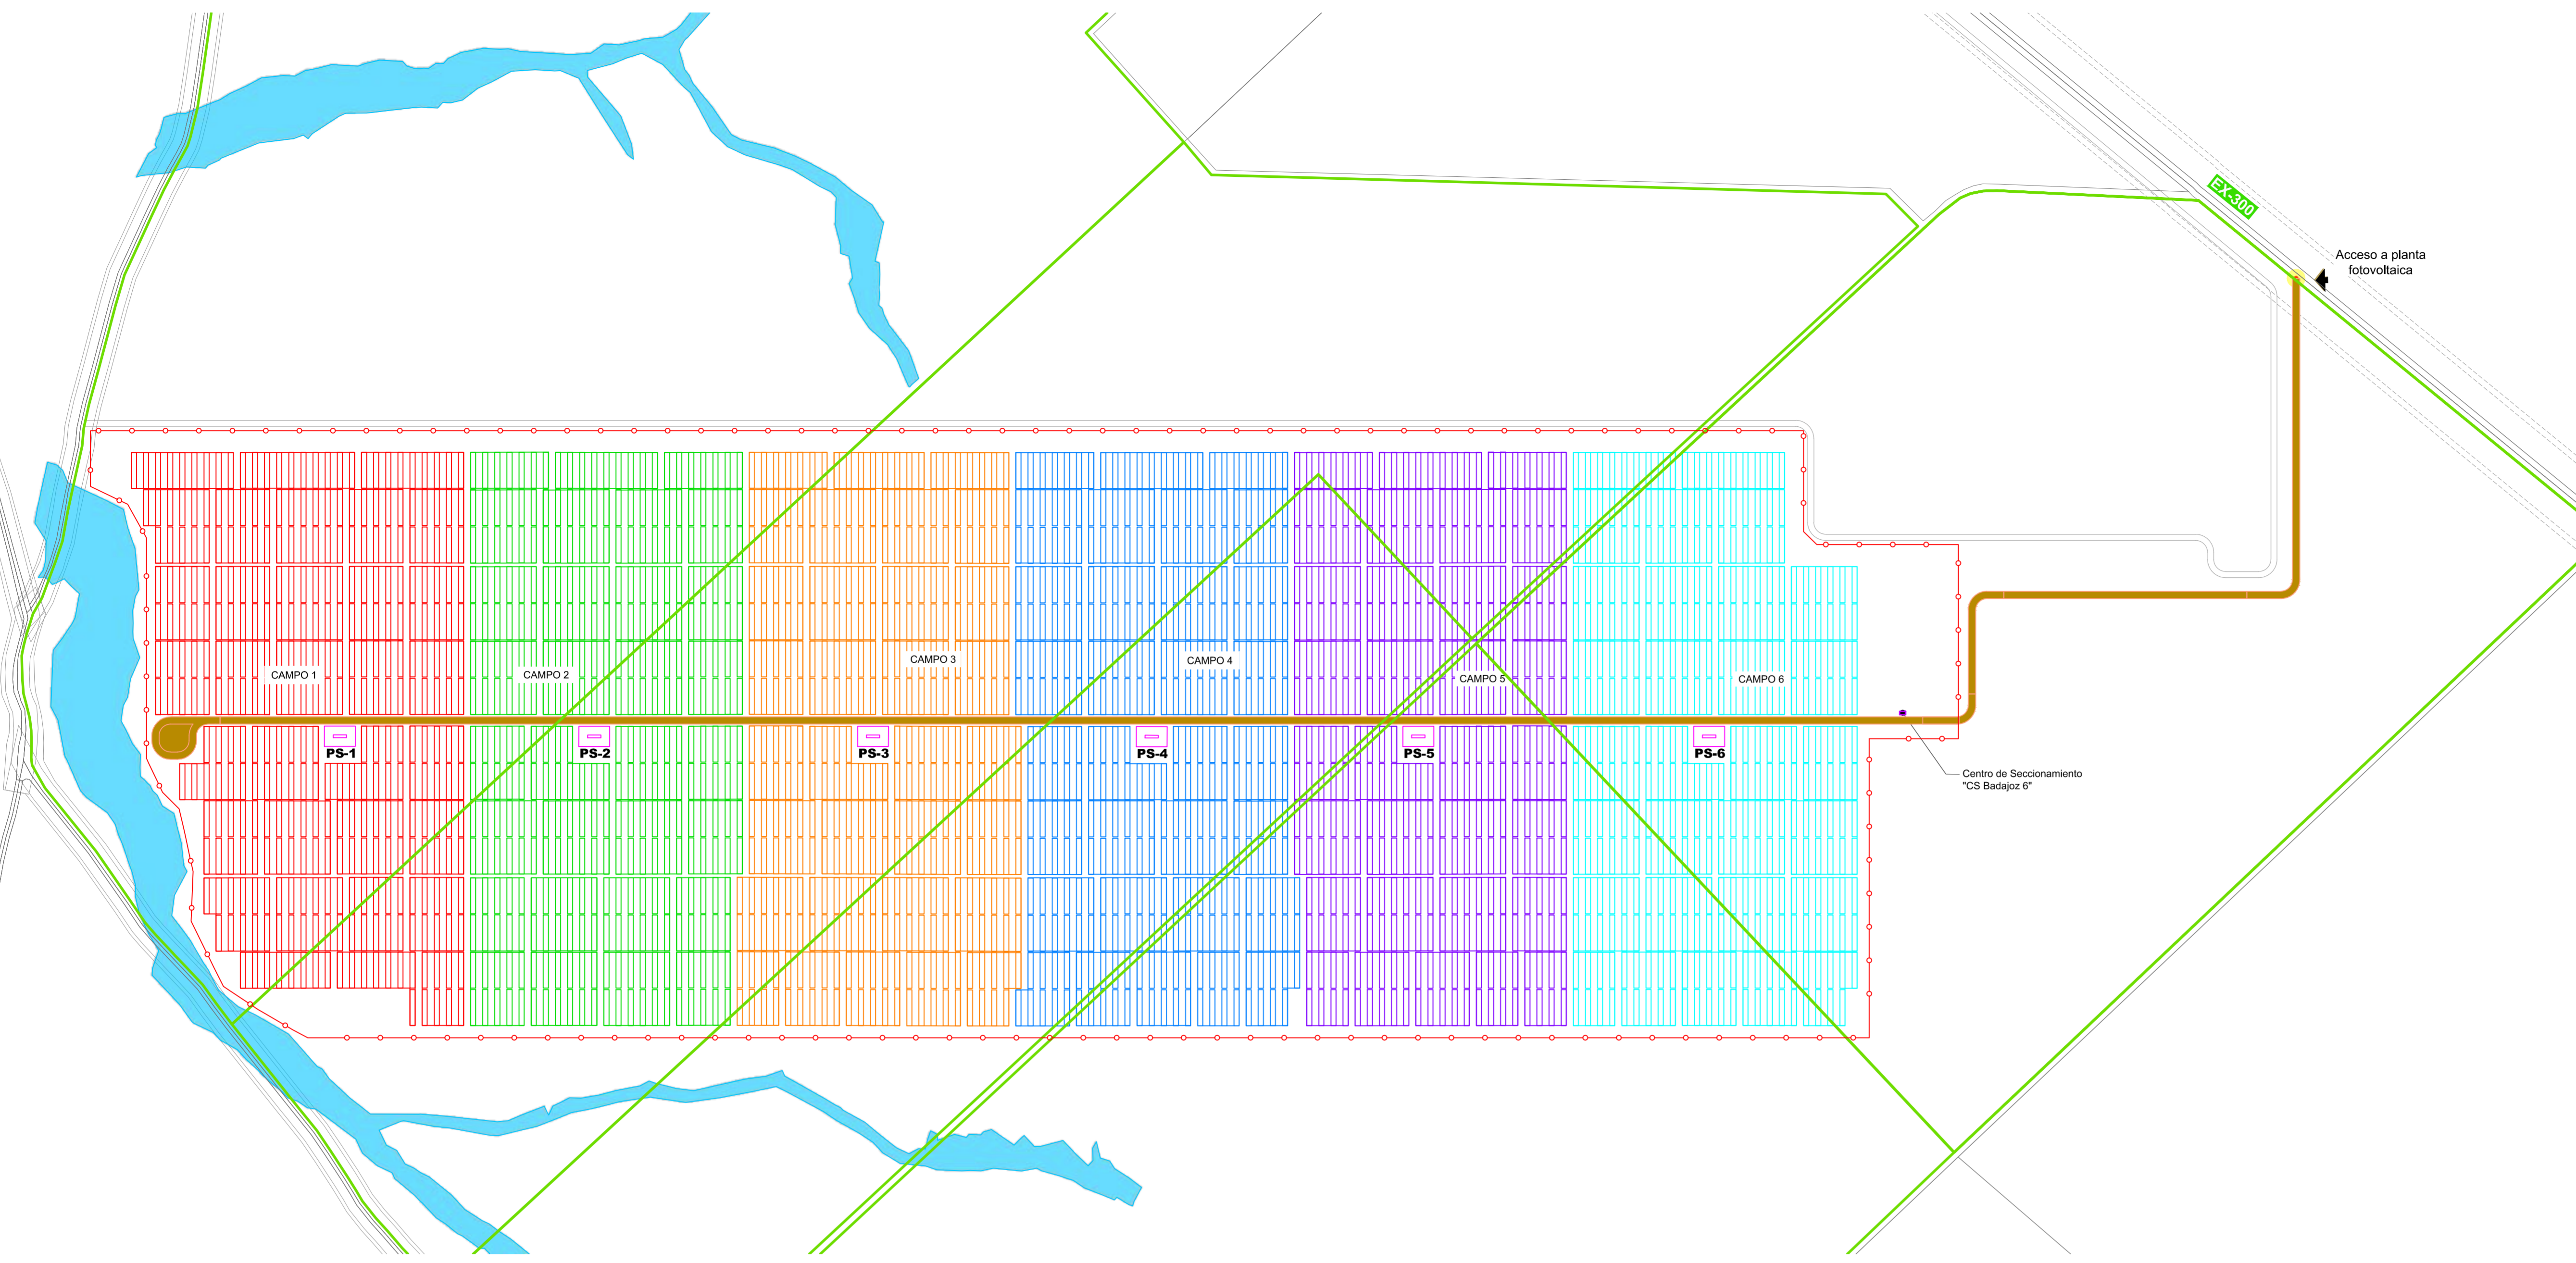 EX-300
Acceso a planta
fotovoltaica
CAMPO 1
CAMPO 2
CAMPO 3
CAMPO 4
CAMPO 5
CAMPO 6
PS-1
PS-2
PS-3
PS-4
PS-5
PS-6
Centro de Seccionamiento
"CS Badajoz 6"